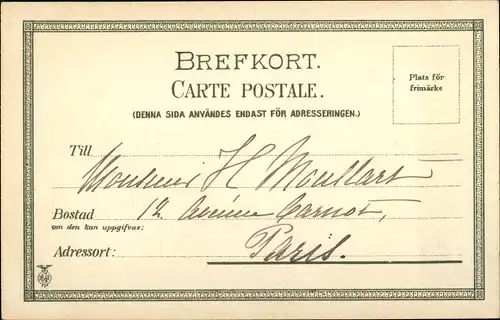 BREFKORT.
CARTE POSTALE.
(DENNA SIDA ANVÄNDES ENDAST FÖR ADRESSERINGEN.)
Plats för
frimärke
Till Monsieur H Moullart
Bostad 12 Avenue Carnot,
om den kan uppgifvas:
Adressort: Paris.